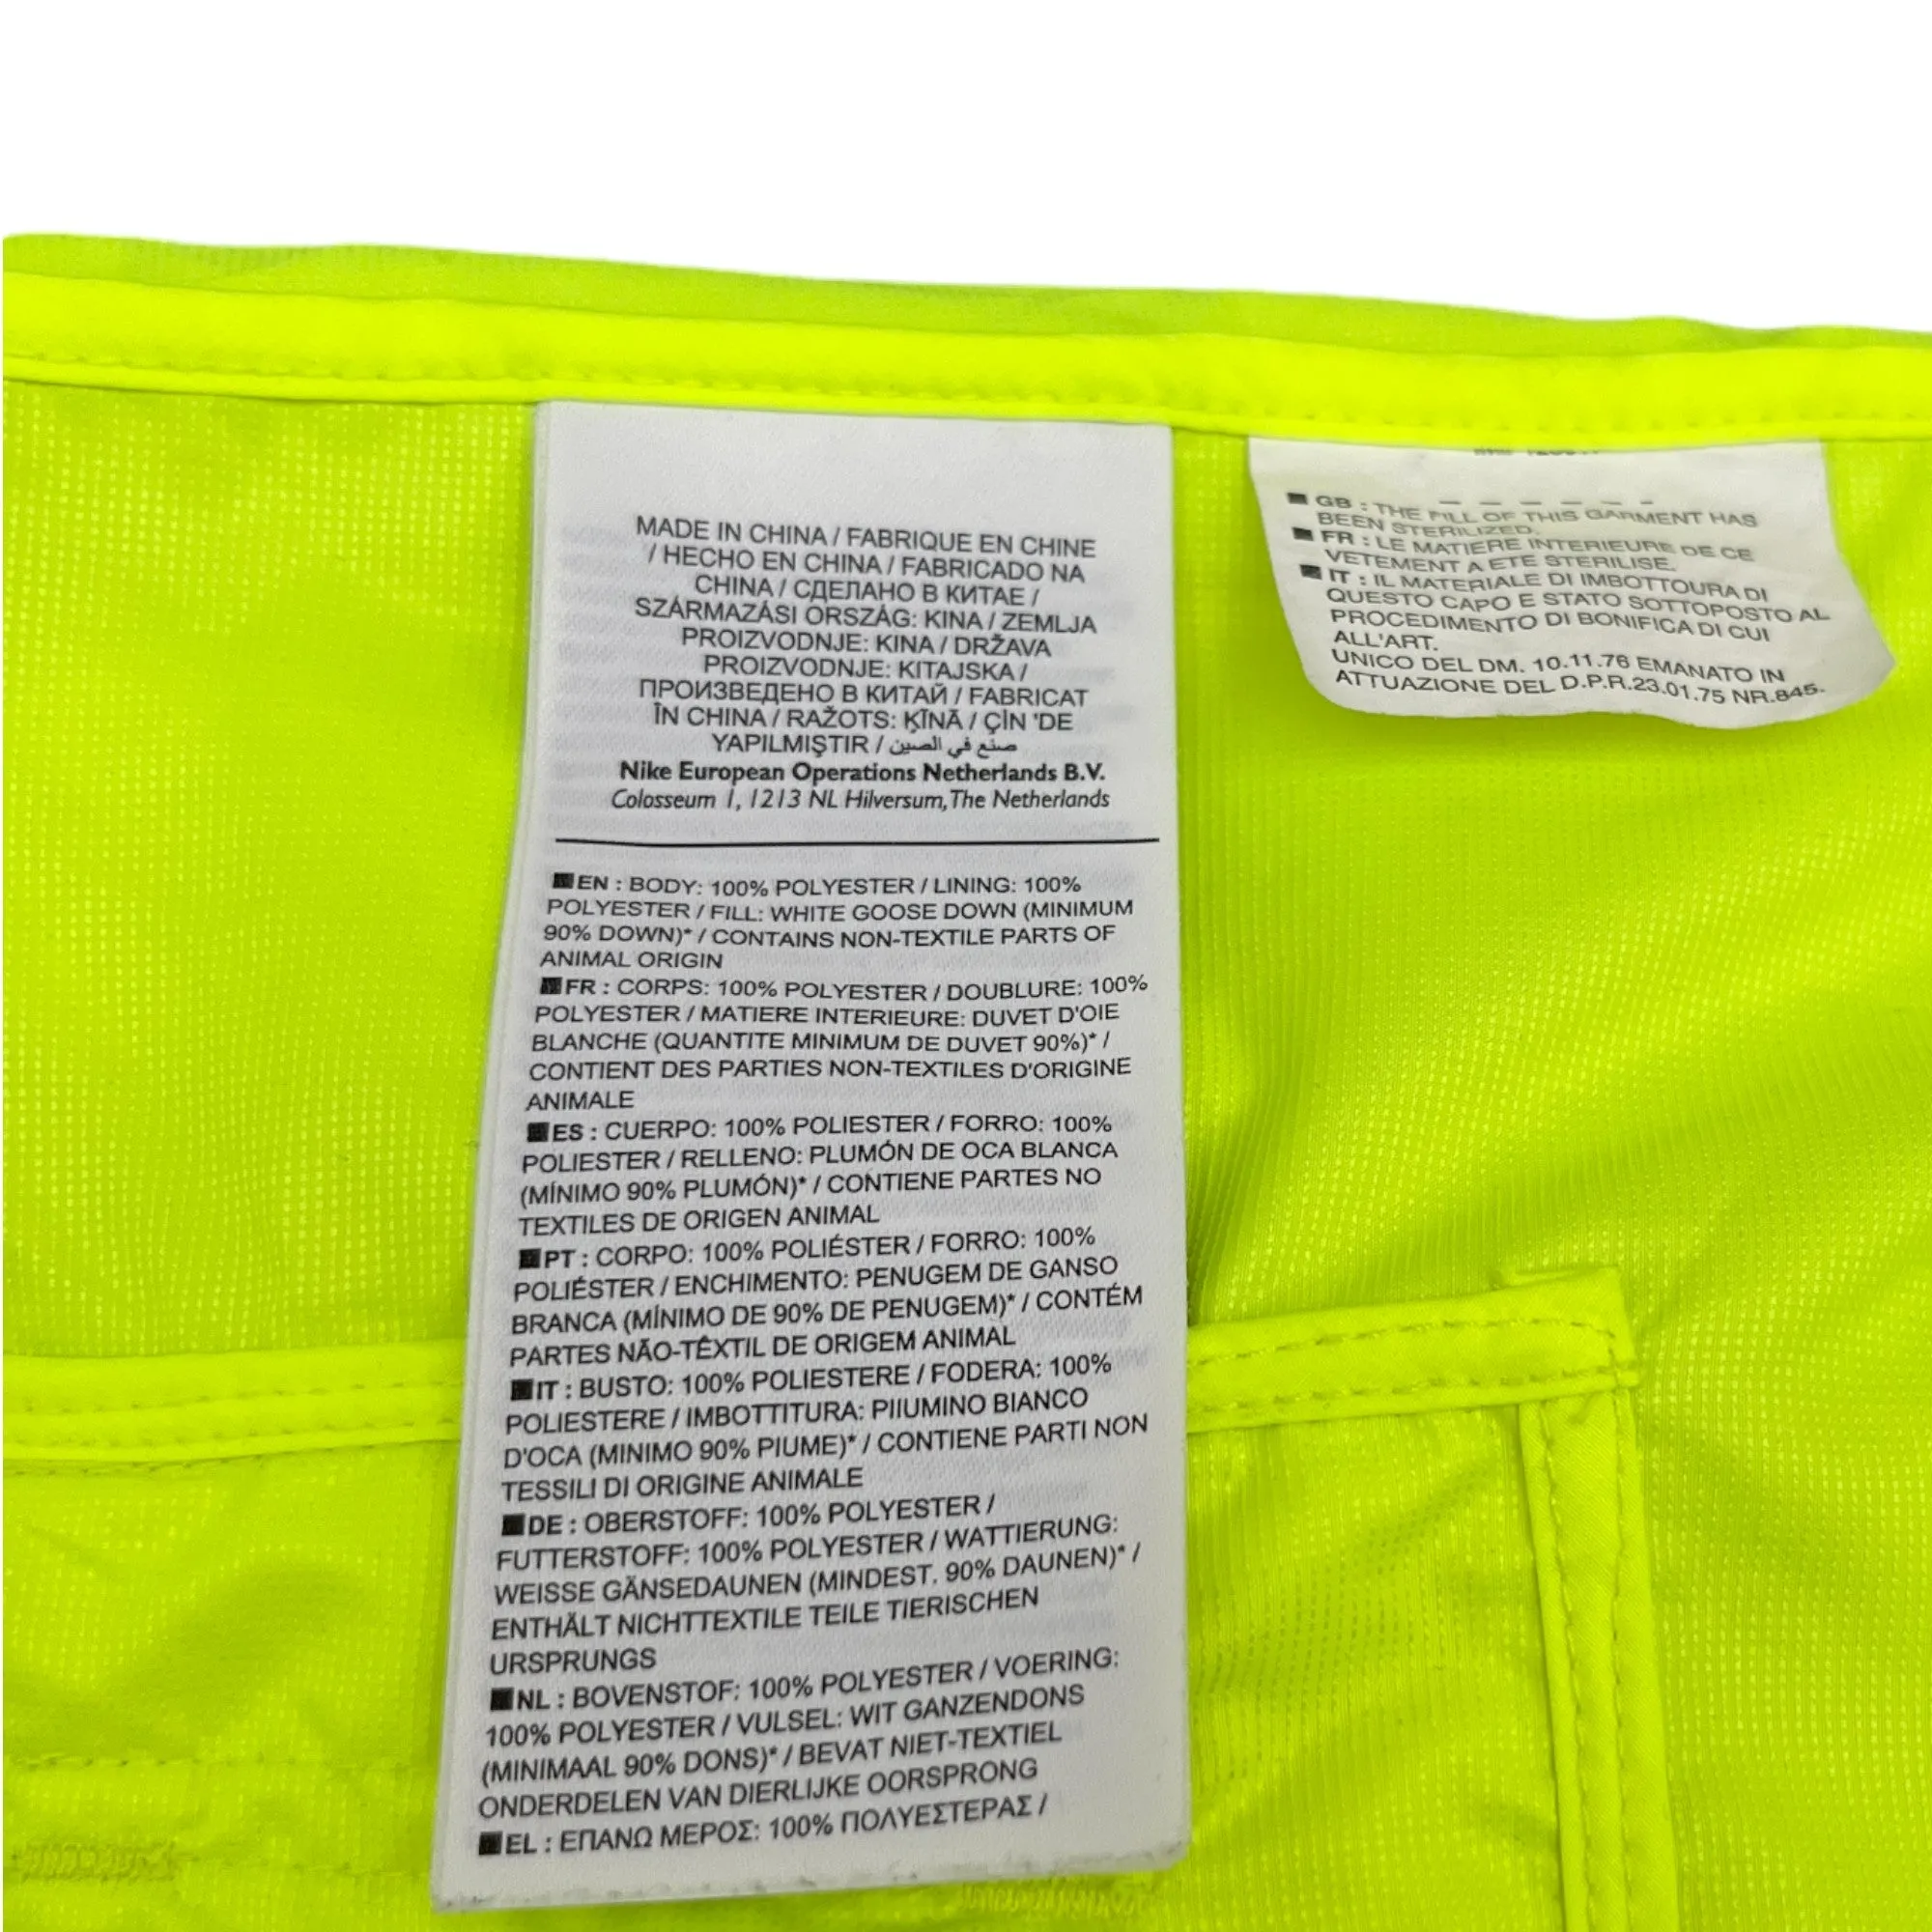 MADE IN CHINA / FABRIQUE EN CHINE
/ HECHO EN CHINA / FABRICADO NA
CHINA / СДЕЛАНО В КИТАЕ /
SZÁRMAZÁSI ORSZÁG: KINA / ZEMLJA
PROIZVODNJE: KINA / DRŽAVA
PROIZVODNJE: KITAJSKA /
ПРОИЗВЕДЕНО В КИТАЙ / FABRICAT
ÎN CHINA / RAŽOTS: ĶĪNĀ / ÇİN 'DE
YAPILMIŞTIR / صنع في الصين
Nike European Operations Netherlands B.V.
Colosseum 1, 1213 NL Hilversum, The Netherlands
EN : BODY: 100% POLYESTER / LINING: 100%
POLYESTER / FILL: WHITE GOOSE DOWN (MINIMUM
90% DOWN)* / CONTAINS NON-TEXTILE PARTS OF
ANIMAL ORIGIN
FR : CORPS: 100% POLYESTER / DOUBLURE: 100%
POLYESTER / MATIERE INTERIEURE: DUVET D'OIE
BLANCHE (QUANTITE MINIMUM DE DUVET 90%)* /
CONTIENT DES PARTIES NON-TEXTILES D'ORIGINE
ANIMALE
ES : CUERPO: 100% POLIESTER / FORRO: 100%
POLIESTER / RELLENO: PLUMÓN DE OCA BLANCA
(MÍNIMO 90% PLUMÓN)* / CONTIENE PARTES NO
TEXTILES DE ORIGEN ANIMAL
PT : CORPO: 100% POLIÉSTER / FORRO: 100%
POLIÉSTER / ENCHIMENTO: PENUGEM DE GANSO
BRANCA (MÍNIMO DE 90% DE PENUGEM)* / CONTÉM
PARTES NÃO-TÊXTIL DE ORIGEM ANIMAL
IT : BUSTO: 100% POLIESTERE / FODERA: 100%
POLIESTERE / IMBOTTITURA: PIIUMINO BIANCO
D'OCA (MINIMO 90% PIUME)* / CONTIENE PARTI NON
TESSILI DI ORIGINE ANIMALE
DE : OBERSTOFF: 100% POLYESTER /
FUTTERSTOFF: 100% POLYESTER / WATTIERUNG:
WEISSE GÄNSEDAUNEN (MINDEST. 90% DAUNEN)* /
ENTHÄLT NICHTTEXTILE TEILE TIERISCHEN
URSPRUNGS
NL : BOVENSTOF: 100% POLYESTER / VOERING:
100% POLYESTER / VULSEL: WIT GANZENDONS
(MINIMAAL 90% DONS)* / BEVAT NIET-TEXTIEL
ONDERDELEN VAN DIERLIJKE OORSPRONG
EL : ΕΠΑΝΩ ΜΕΡΟΣ: 100% ΠΟΛΥΕΣΤΕΡΑΣ /
GB : THE FILL OF THIS GARMENT HAS
BEEN STERILIZED.
FR : LE MATIERE INTERIEURE DE CE
VETEMENT A ETE STERILISE.
IT : IL MATERIALE DI IMBOTTOURA DI
QUESTO CAPO E STATO SOTTOPOSTO AL
PROCEDIMENTO DI BONIFICA DI CUI
ALL'ART.
UNICO DEL DM. 10.11.76 EMANATO IN
ATTUAZIONE DEL D.P.R.23.01.75 NR.845.